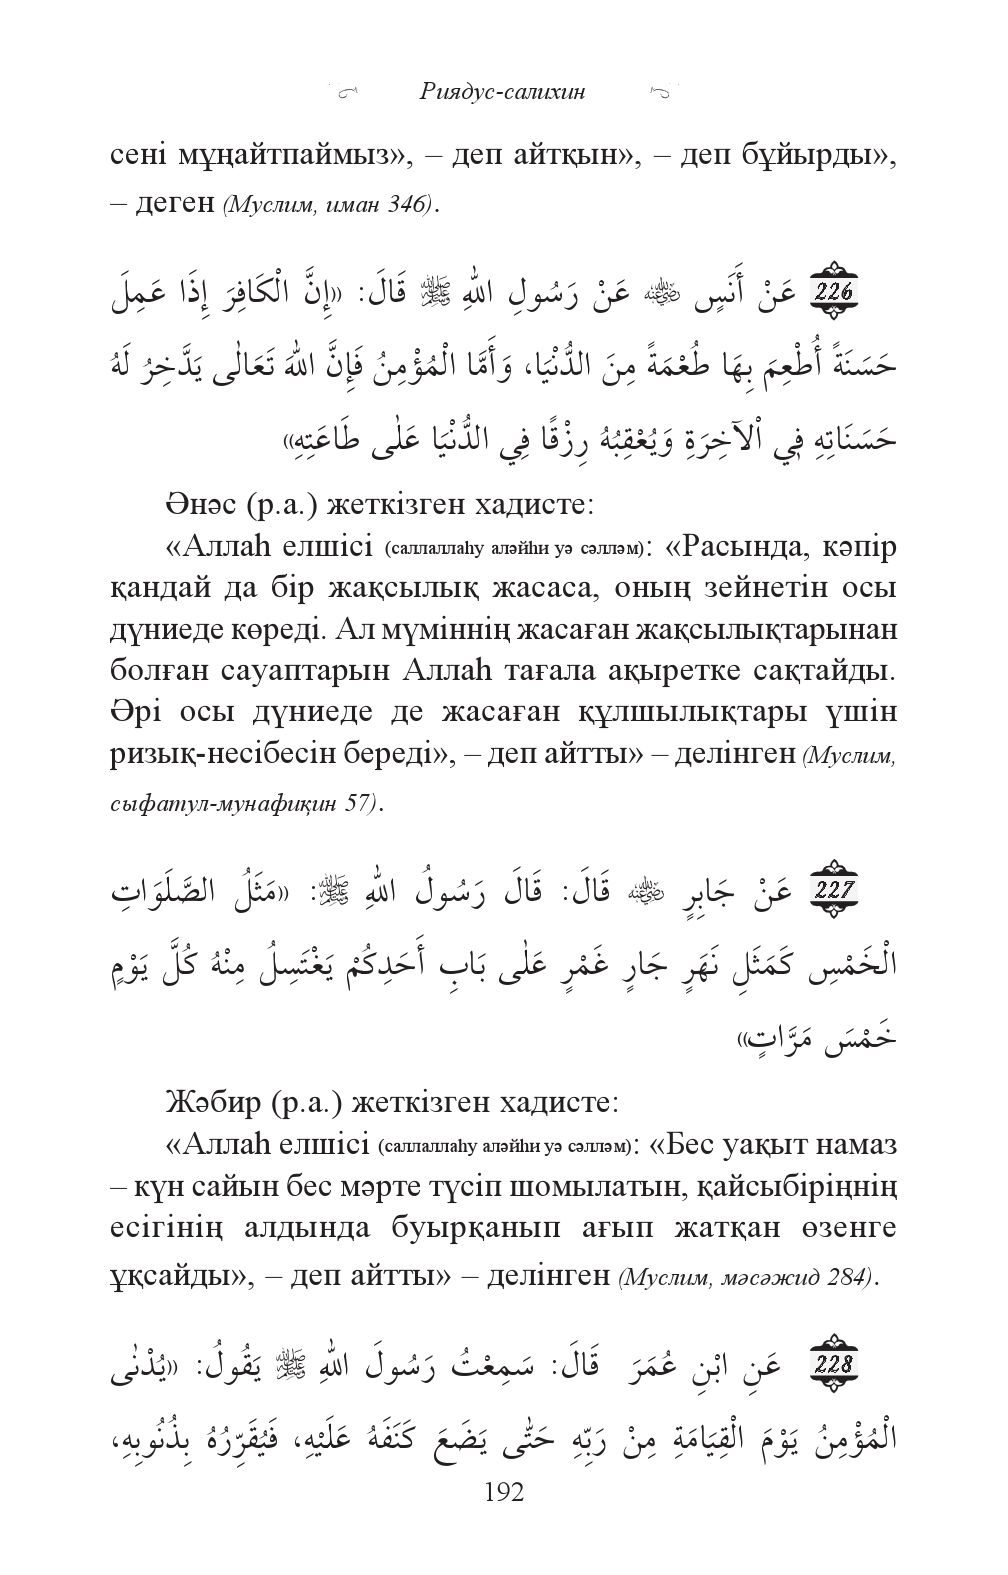 Риядус-салихин
сені мұңайтпаймыз», – деп айтқын», – деп бұйырды»,
– деген (Муслим, иман 346).
226 عَنْ أَنَسٍ ﷛ عَنْ رَسُولِ اللهِ ﷺ قَالَ: «إِنَّ الْكَافِرَ إِذَا عَمِلَ
حَسَنَةً أُطْعِمَ بِهَا طُعْمَةً مِنَ الدُّنْيَا، وَأَمَّا الْمُؤْمِنُ فَإِنَّ اللهَ تَعَالٰى يَدَّخِرُ لَهُ
حَسَنَاتِهِ فِي اْلآخِرَةِ وَيُعْقِبُهُ رِزْقًا فِي الدُّنْيَا عَلٰى طَاعَتِهِ»
Әнәс (р.а.) жеткізген хадисте:
«Аллаһ елшісі (саллаллаһу аләйһи уә сәлләм): «Расында, кәпір
қандай да бір жақсылық жасаса, оның зейнетін осы
дүниеде көреді. Ал мүміннің жасаған жақсылықтарынан
болған сауаптарын Аллаһ тағала ақыретке сақтайды.
Әрі осы дүниеде де жасаған құлшылықтары үшін
ризық-несібесін береді», – деп айтты» – делінген (Муслим,
сыфатул-мунафиқин 57).
227 عَنْ جَابِرٍ ﷛ قَالَ: قَالَ رَسُولُ اللهِ ﷺ: «مَثَلُ الصَّلَوَاتِ
الْخَمْسِ كَمَثَلِ نَهَرٍ جَارٍ غَمْرٍ عَلٰى بَابِ أَحَدِكُمْ يَغْتَسِلُ مِنْهُ كُلَّ يَوْمٍ
خَمْسَ مَرَّاتٍ»
Жәбир (р.а.) жеткізген хадисте:
«Аллаһ елшісі (саллаллаһу аләйһи уә сәлләм): «Бес уақыт намаз
– күн сайын бес мәрте түсіп шомылатын, қайсыбіріңнің
есігінің алдында буырқанып ағып жатқан өзенге
ұқсайды», – деп айтты» – делінген (Муслим, мәсәжид 284).
228 عَنِ ابْنِ عُمَرَ قَالَ: سَمِعْتُ رَسُولَ اللهِ ﷺ يَقُولُ: «يُدْنٰى
الْمُؤْمِنُ يَوْمَ الْقِيَامَةِ مِنْ رَبِّهِ حَتّٰى يَضَعَ كَنَفَهُ عَلَيْهِ، فَيُقَرِّرُهُ بِذُنُوبِهِ،
192